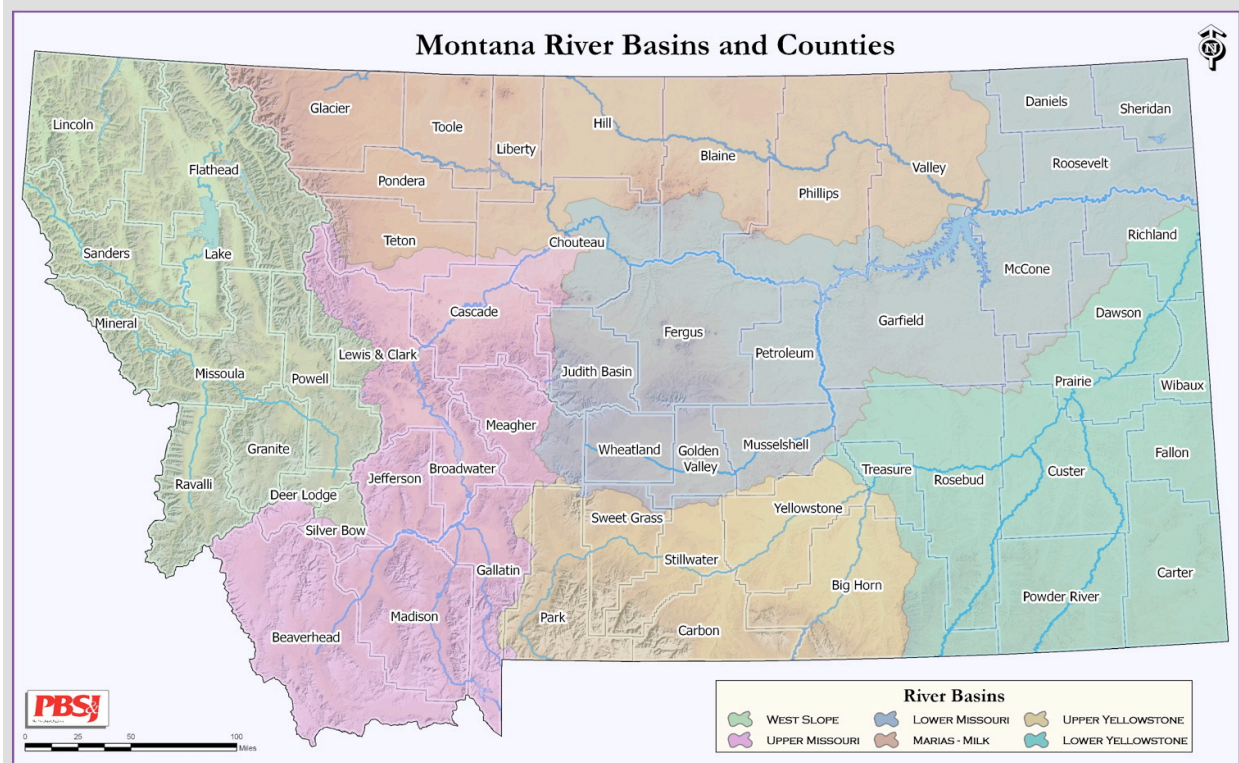 Montana River Basins and Counties
N
Daniels
Sheridan
Glacier
Lincoln
Toole
Hill
Liberty
Blaine
Roosevelt
Flathead
Valley
Pondera
Phillips
Teton
Chouteau
Richland
Sanders
Lake
McCone
Cascade
Dawson
Mineral
Garfield
Fergus
Lewis & Clark
Petroleum
Missoula
Powell
Judith Basin
Prairie
Wibaux
Meagher
Granite
Wheatland
Golden
Valley
Musselshell
Broadwater
Jefferson
Treasure
Rosebud
Custer
Fallon
Ravalli
Deer Lodge
Silver Bow
Sweet Grass
Yellowstone
Stillwater
Gallatin
Big Horn
Carter
Madison
Park
Powder River
Beaverhead
Carbon
PBSJ
0 25 50 100
Miles
River Basins
WEST SLOPE
LOWER MISSOURI
UPPER YELLOWSTONE
UPPER MISSOURI
MARIAS - MILK
LOWER YELLOWSTONE